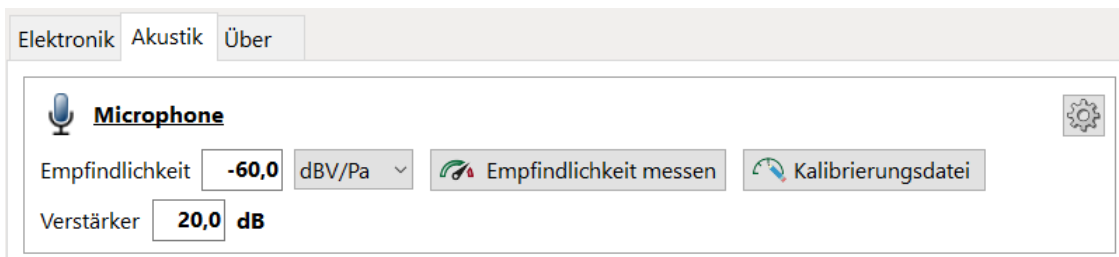 Elektronik Akustik Über
Microphone
Empfindlichkeit -60,0 dBV/Pa Empfindlichkeit messen Kalibrierungsdatei
Verstärker 20,0 dB